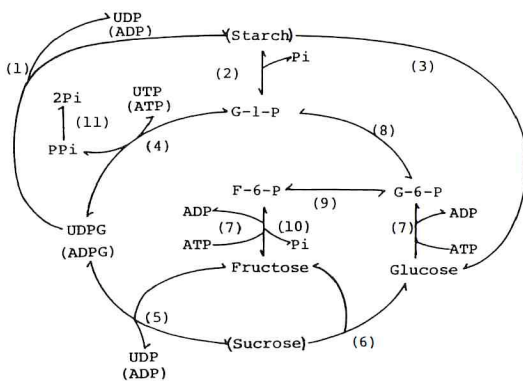 UDP
(ADP)
(Starch)
(1)
(2)
Pi
(3)
2Pi
UTP
(ATP)
(11)
G-1-P
(8)
PPi
(4)
F-6-P
(9)
G-6-P
ADP
(7)
(10)
(7)
ADP
UDPG
(ADPG)
ATP
Pi
ATP
Fructose
Glucose
(5)
(Sucrose)
(6)
UDP
(ADP)